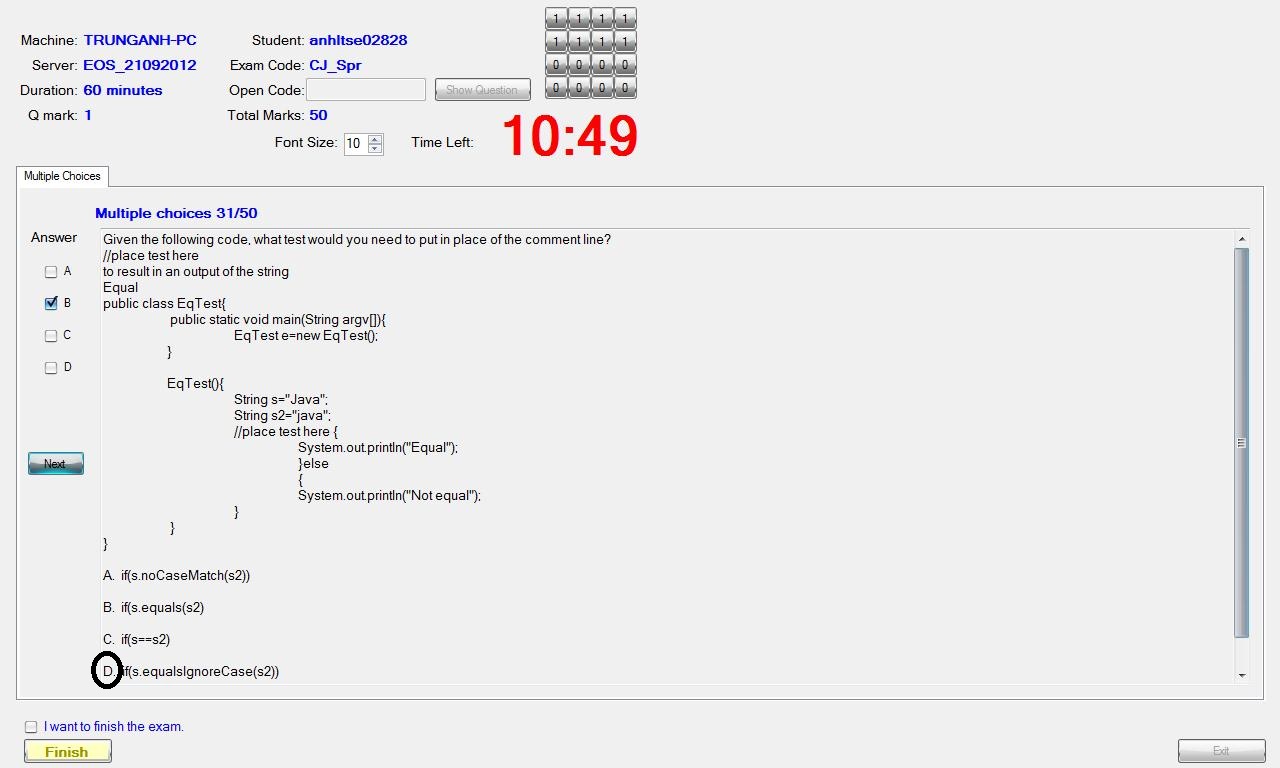 Machine: TRUNGANH-PC Student: anhltse02828
Server: EOS_21092012 Exam Code: CJ_Spr
Duration: 60 minutes Open Code: Show Question
Q mark: 1 Total Marks: 50
1 1 1 1
1 1 1 1
0 0 0 0
0 0 0 0
Font Size: 10 Time Left: 10:49
Multiple Choices
Multiple choices 31/50
Answer
A
B
C
D
Next
Given the following code, what test would you need to put in place of the comment line?
//place test here
to result in an output of the string
Equal
public class EqTest{
public static void main(String argv[]){
EqTest e=new EqTest();
}
EqTest(){
String s="Java";
String s2="java";
//place test here {
System.out.println("Equal");
}else
{
System.out.println("Not equal");
}
}
}
A. if(s.noCaseMatch(s2))
B. if(s.equals(s2)
C. if(s==s2)
D. if(s.equalsIgnoreCase(s2))
I want to finish the exam.
Finish
Exit